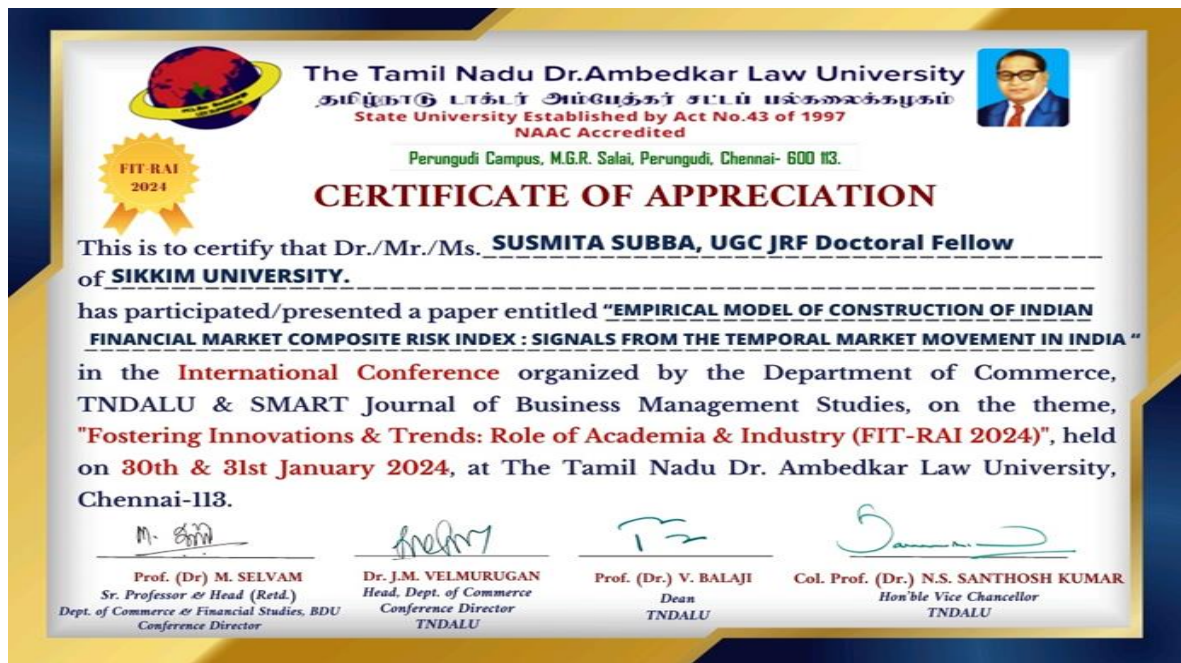 The Tamil Nadu Dr.Ambedkar Law University
தமிழ்நாடு டாக்டர் அம்பேத்கர் சட்டப் பல்கலைக்கழகம்
State University Established by Act No.43 of 1997
NAAC Accredited
Perungudi Campus, M.G.R. Salai, Perungudi, Chennai- 600 113.
FIT-RAI
2024
CERTIFICATE OF APPRECIATION
This is to certify that Dr./Mr./Ms. SUSMITA SUBBA, UGC JRF Doctoral Fellow
of SIKKIM UNIVERSITY.
has participated/presented a paper entitled “EMPIRICAL MODEL OF CONSTRUCTION OF INDIAN
FINANCIAL MARKET COMPOSITE RISK INDEX : SIGNALS FROM THE TEMPORAL MARKET MOVEMENT IN INDIA “
in the International Conference organized by the Department of Commerce,
TNDALU & SMART Journal of Business Management Studies, on the theme,
"Fostering Innovations & Trends: Role of Academia & Industry (FIT-RAI 2024)", held
on 30th & 31st January 2024, at The Tamil Nadu Dr. Ambedkar Law University,
Chennai-113.
Prof. (Dr) M. SELVAM
Sr. Professor & Head (Retd.)
Dept. of Commerce & Financial Studies, BDU
Conference Director
Dr. J.M. VELMURUGAN
Head, Dept. of Commerce
Conference Director
TNDALU
Prof. (Dr.) V. BALAJI
Dean
TNDALU
Col. Prof. (Dr.) N.S. SANTHOSH KUMAR
Hon'ble Vice Chancellor
TNDALU